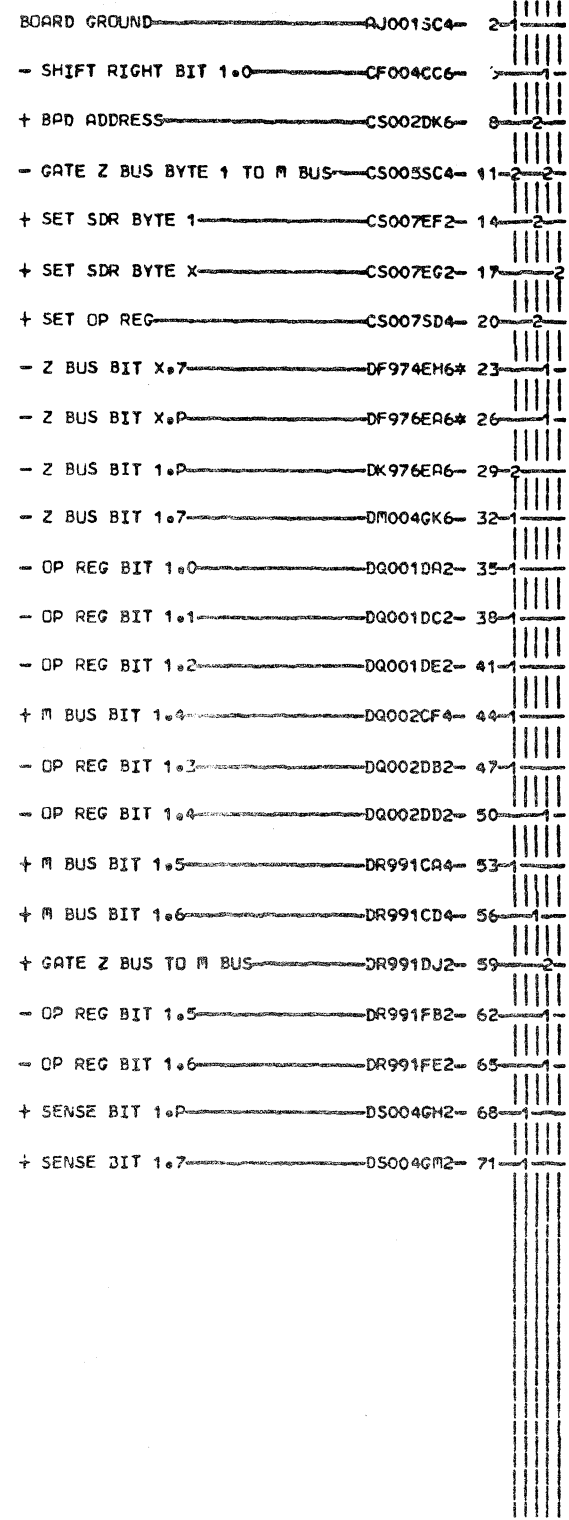 BOARD GROUND AJ001SC4- 2-1
- SHIFT RIGHT BIT 1.0 CF004CC6- 1
+ BAD ADDRESS CS002DK6- 8-2
- GATE Z BUS BYTE 1 TO M BUS CS005SC4- 11-2-2
+ SET SDR BYTE 1 CS007EF2- 14-2
+ SET SDR BYTE X CS007EG2- 17-2
+ SET OP REG CS007SD4- 20-2
- Z BUS BIT X.7 DF974EH6* 23-1
- Z BUS BIT X.P DF976EA6* 26-1
- Z BUS BIT 1.P DK976EA6- 29-2
- Z BUS BIT 1.7 DM004GK6- 32-1
- OP REG BIT 1.0 DQ001DA2- 35-1
- OP REG BIT 1.1 DQ001DC2- 38-1
- OP REG BIT 1.2 DQ001DE2- 41-1
+ M BUS BIT 1.4 DQ002CF4- 44-1
- OP REG BIT 1.3 DQ002DB2- 47-1
- OP REG BIT 1.4 DQ002DD2- 50-1
+ M BUS BIT 1.5 DR991CA4- 53-1
+ M BUS BIT 1.6 DR991CD4- 56-1
+ GATE Z BUS TO M BUS DR991DJ2- 59-2
- OP REG BIT 1.5 DR991FB2- 62-1
- OP REG BIT 1.6 DR991FE2- 65-1
+ SENSE BIT 1.P DS004GH2- 68-1
+ SENSE BIT 1.7 DS004GM2- 71-1